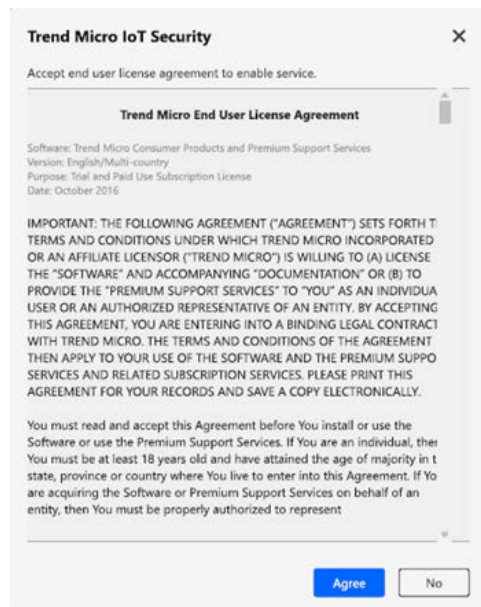 Trend Micro IoT Security
Accept end user license agreement to enable service.
Trend Micro End User License Agreement
Software: Trend Micro Consumer Products and Premium Support Services
Version: English/Multi-country
Purpose: Trial and Paid Use Subscription License
Date: October 2016
IMPORTANT: THE FOLLOWING AGREEMENT ("AGREEMENT") SETS FORTH T
TERMS AND CONDITIONS UNDER WHICH TREND MICRO INCORPORATED
OR AN AFFILIATE LICENSOR ("TREND MICRO") IS WILLING TO (A) LICENSE
THE "SOFTWARE" AND ACCOMPANYING "DOCUMENTATION" OR (B) TO
PROVIDE THE "PREMIUM SUPPORT SERVICES" TO "YOU" AS AN INDIVIDUA
USER OR AN AUTHORIZED REPRESENTATIVE OF AN ENTITY. BY ACCEPTING
THIS AGREEMENT, YOU ARE ENTERING INTO A BINDING LEGAL CONTRACT
WITH TREND MICRO. THE TERMS AND CONDITIONS OF THE AGREEMENT
THEN APPLY TO YOUR USE OF THE SOFTWARE AND THE PREMIUM SUPPO
SERVICES AND RELATED SUBSCRIPTION SERVICES. PLEASE PRINT THIS
AGREEMENT FOR YOUR RECORDS AND SAVE A COPY ELECTRONICALLY.
You must read and accept this Agreement before You install or use the
Software or use the Premium Support Services. If You are an individual, then
You must be at least 18 years old and have attained the age of majority in t
state, province or country where You live to enter into this Agreement. If Yo
are acquiring the Software or Premium Support Services on behalf of an
entity, then You must be properly authorized to represent
Agree
No